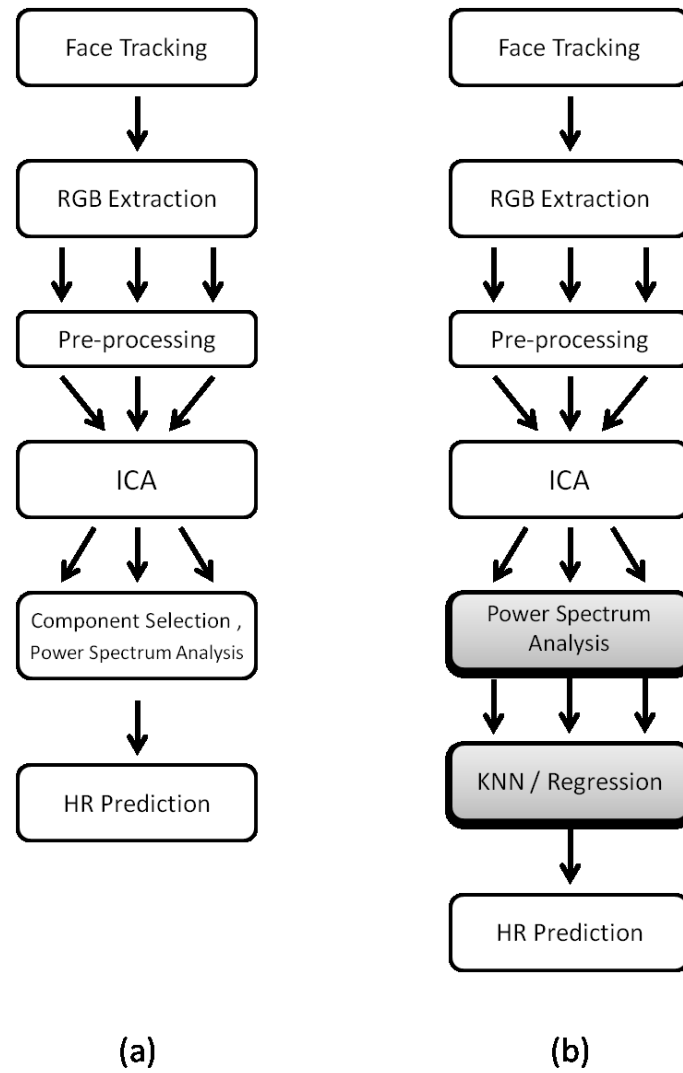 Face Tracking
RGB Extraction
Pre-processing
ICA
Component Selection ,
Power Spectrum Analysis
HR Prediction
(a)
Face Tracking
RGB Extraction
Pre-processing
ICA
Power Spectrum
Analysis
KNN / Regression
HR Prediction
(b)